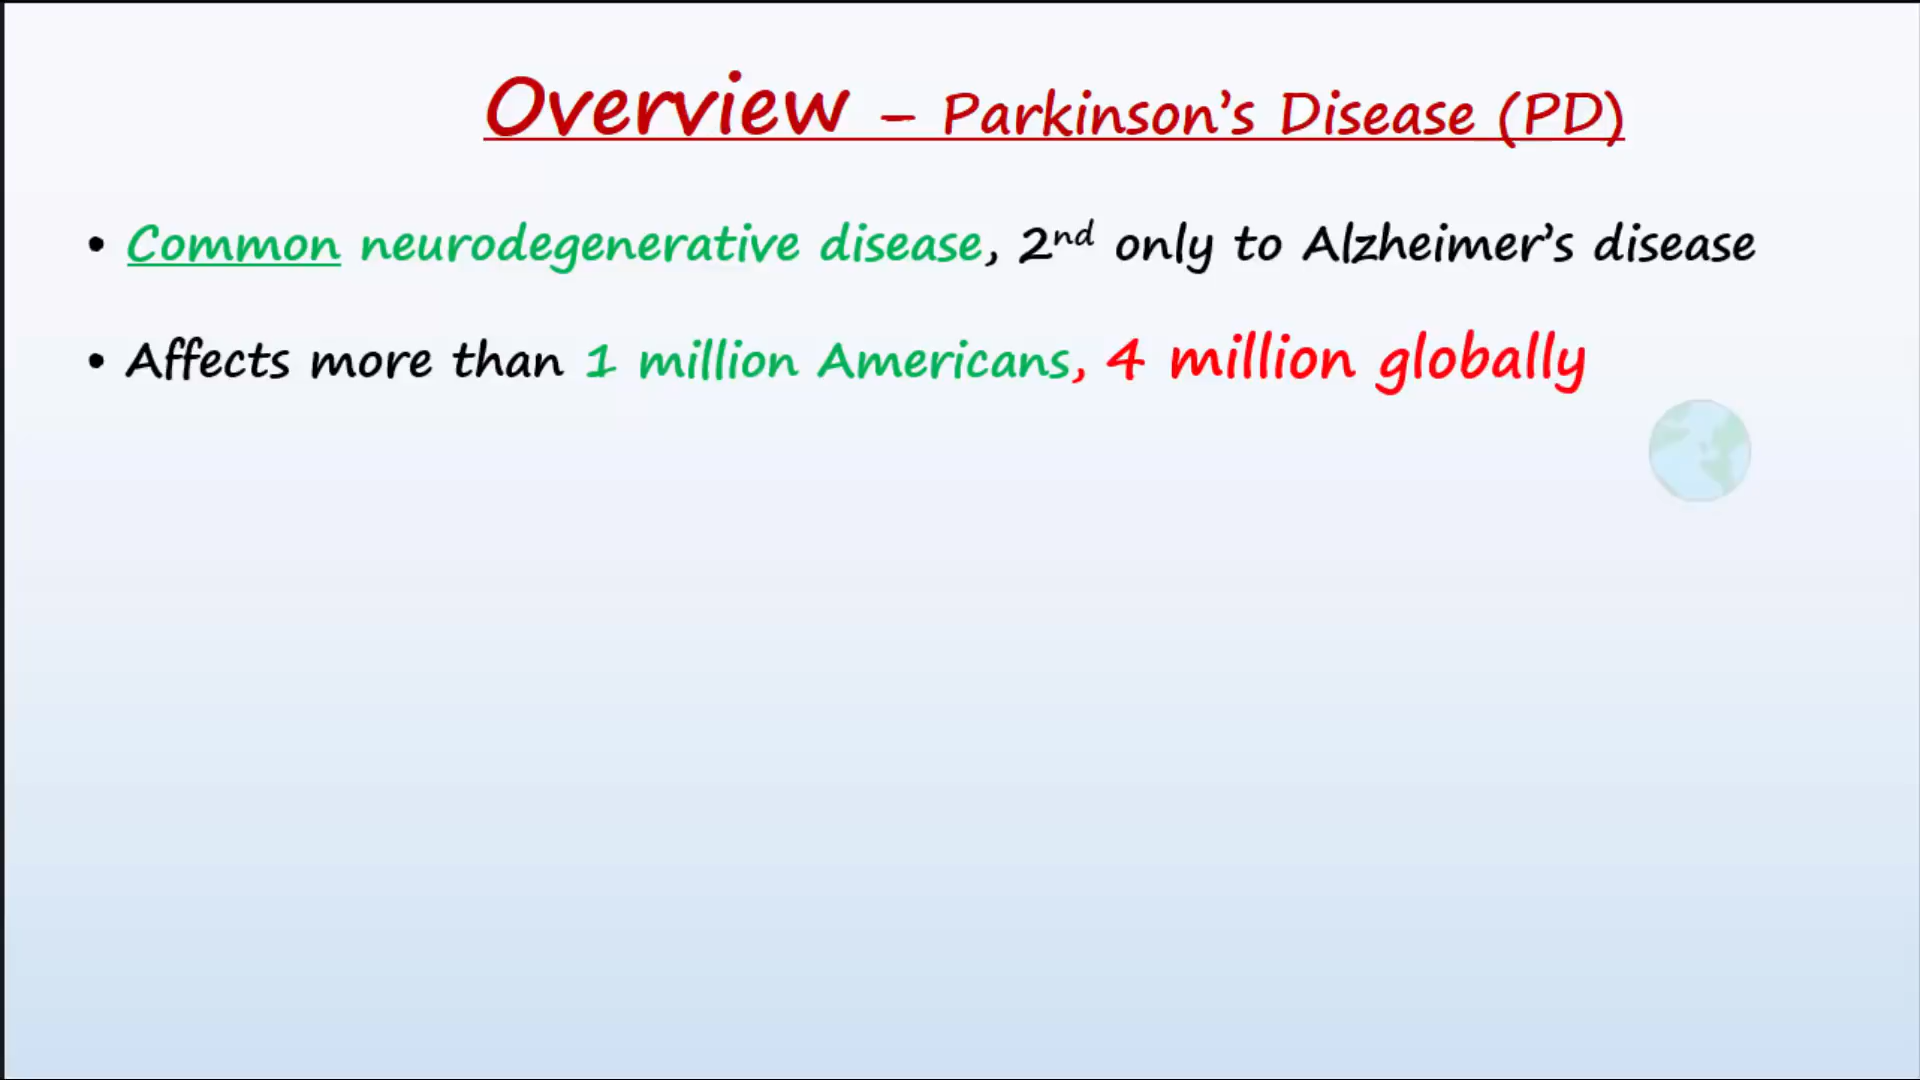 Overview – Parkinson’s Disease (PD)
• Common neurodegenerative disease, 2nd only to Alzheimer’s disease
• Affects more than 1 million Americans, 4 million globally